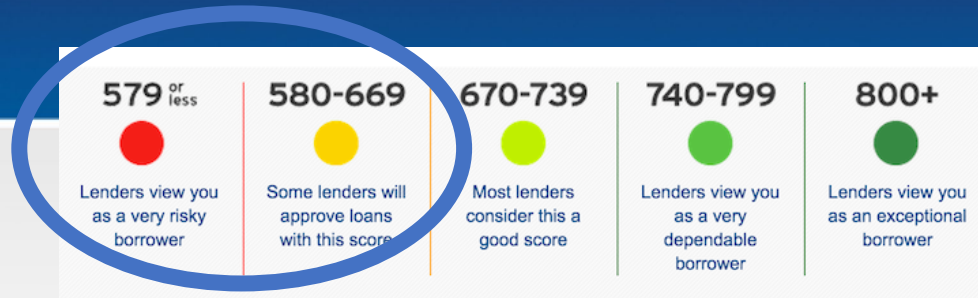 579 or less
Lenders view you
as a very risky
borrower
580-669
Some lenders will
approve loans
with this score
670-739
Most lenders
consider this a
good score
740-799
Lenders view you
as a very
dependable
borrower
800+
Lenders view you
as an exceptional
borrower